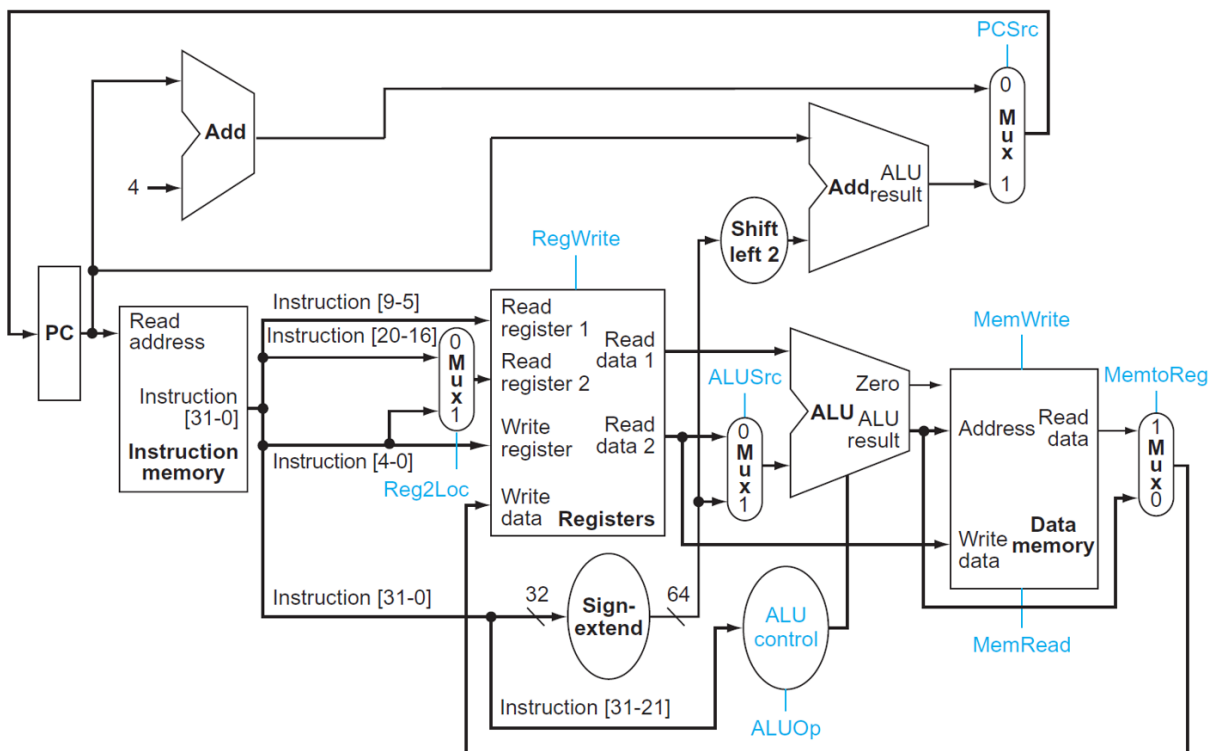 PCSrc
0
M
u
x
1
Add
4
Add
ALU
result
Shift
left 2
RegWrite
PC
Read
address
Instruction
[31-0]
Instruction
memory
Instruction [9-5]
Instruction [20-16]
0
M
u
x
1
Instruction [4-0]
Reg2Loc
Read
register 1
Read
register 2
Write
register
Write
data
Read
data 1
Read
data 2
Registers
ALUSrc
0
M
u
x
1
Zero
ALU
ALU
result
MemWrite
Address
Read
data
Write
data
Data
memory
MemRead
MemtoReg
1
M
u
x
0
Instruction [31-0]
32
Sign-
extend
64
ALU
control
Instruction [31-21]
ALUOp